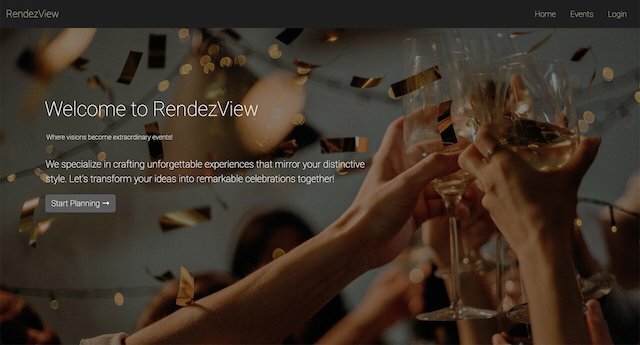 RendezView
Home Events Login
Welcome to RendezView
Where visions become extraordinary events!
We specialize in crafting unforgettable experiences that mirror your distinctive
style. Let's transform your ideas into remarkable celebrations together!
Start Planning →